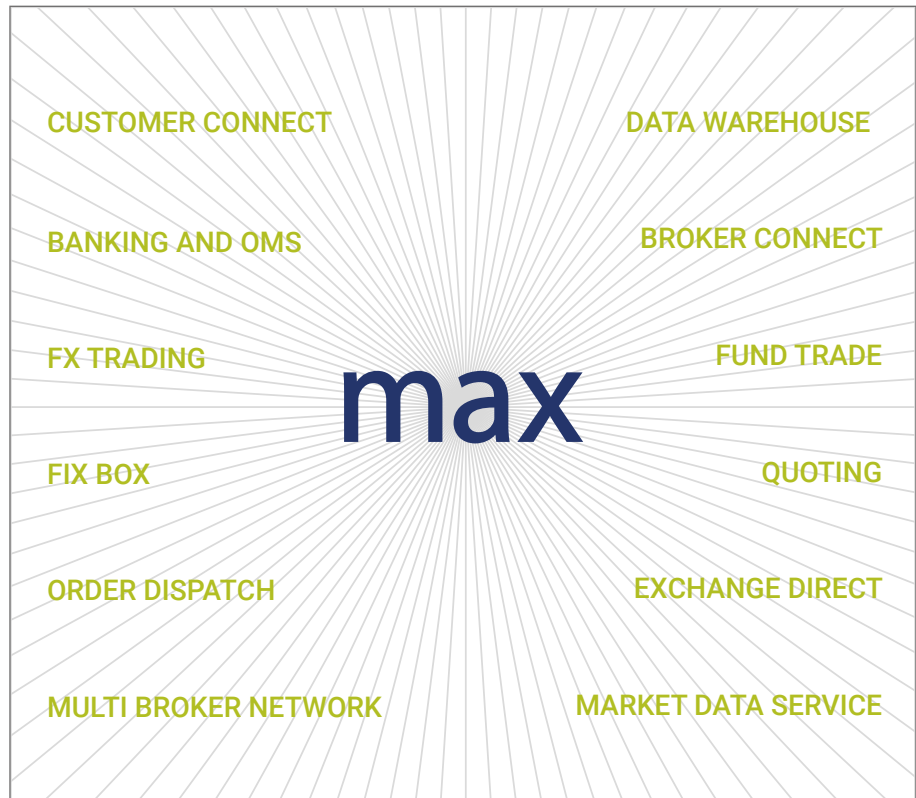 CUSTOMER CONNECT
DATA WAREHOUSE
BANKING AND OMS
BROKER CONNECT
FX TRADING
FUND TRADE
max
FIX BOX
QUOTING
ORDER DISPATCH
EXCHANGE DIRECT
MULTI BROKER NETWORK
MARKET DATA SERVICE